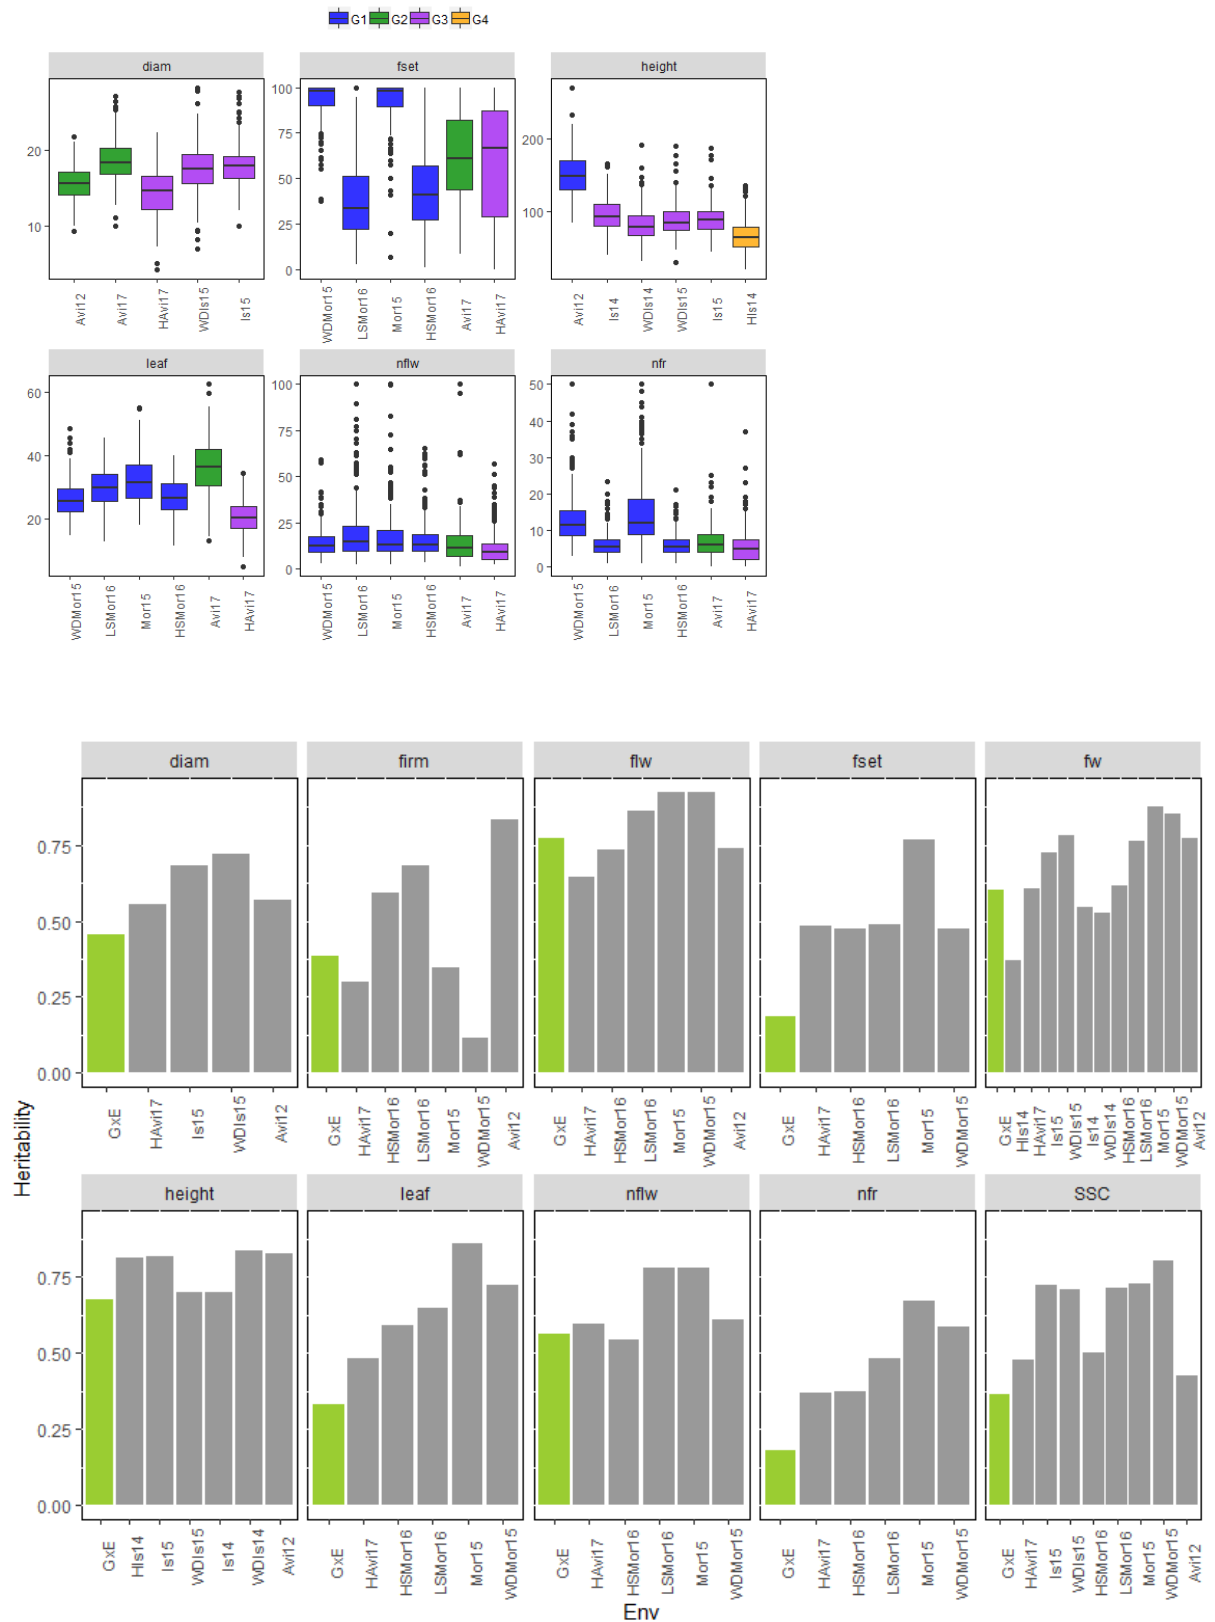 G1 G2 G3 G4
diam fset height
20
10
100
75
50
25
0
200
100
Avi12 Avi17 HAvi17 WDIs15 Is15
WDMor15 LSMor16 Mor15 HSMor16 Avi17 HAvi17
Avi12 Is14 WDIs14 WDIs15 Is15 HIs14
leaf nflw nfr
60
40
20
100
75
50
25
0
50
40
30
20
10
0
WDMor15 LSMor16 Mor15 HSMor16 Avi17 HAvi17
WDMor15 LSMor16 Mor15 HSMor16 Avi17 HAvi17
WDMor15 LSMor16 Mor15 HSMor16 Avi17 HAvi17
Heritability
diam firm flw fset fw
0.75
0.50
0.25
0.00
GxE HAvi17 Is15 WDIs15 Avi12
GxE HAvi17 HSMor16 LSMor16 Mor15 WDMor15 Avi12
GxE HAvi17 HSMor16 LSMor16 Mor15 WDMor15 Avi12
GxE HAvi17 HSMor16 LSMor16 Mor15 WDMor15
GxE HIs14 HAvi17 Is15 WDIs15 Is14 WDIs14 HSMor16 LSMor16 Mor15 WDMor15 Avi12
height leaf nflw nfr SSC
0.75
0.50
0.25
0.00
GxE HIs14 Is15 WDIs15 Is14 WDIs14 Avi12
GxE HAvi17 HSMor16 LSMor16 Mor15 WDMor15
GxE HAvi17 HSMor16 LSMor16 Mor15 WDMor15
GxE HAvi17 HSMor16 LSMor16 Mor15 WDMor15
GxE HAvi17 Is15 WDIs15 HSMor16 LSMor16 Mor15 WDMor15 Avi12
Env